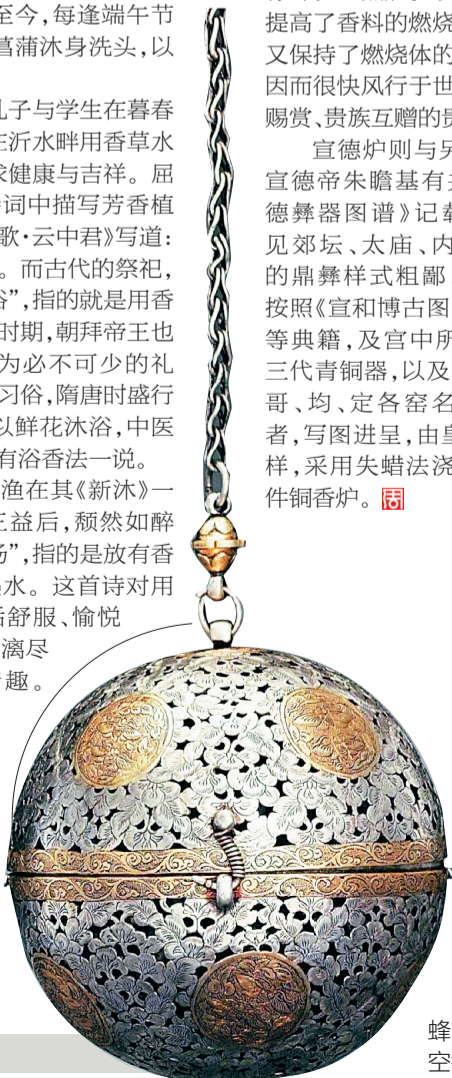 至今，每逢端午节
菖蒲沐身洗头，以
孔子与学生在暮春
在沂水畔用香草水
求健康与吉祥。屈
词中描写芳香植
歌·云中君》写道：
。而古代的祭祀，
浴”，指的就是用香
时期，朝拜帝王也
为必不可少的礼
习俗，隋唐时盛行
以鲜花沐浴，中医
有浴香法一说。
渔在其《新沐》一
三益后，颓然如醉
汤”，指的是放有香
水。这首诗对用
后舒服、愉悦
漓尽
趣。
提高了香料的燃烧
又保持了燃烧体的
因而很快风行于世
赐赏、贵族互赠的贵
宣德炉则与另
宣德帝朱瞻基有
德彝器图谱》记载
见郊坛、太庙、内
的鼎彝样式粗鄙
按照《宣和博古图
等典籍，及宫中所
三代青铜器，以及
哥、均、定各窑名
者，写图进呈，由皇
样，采用失蜡法浇
件铜香炉。
蜂
空